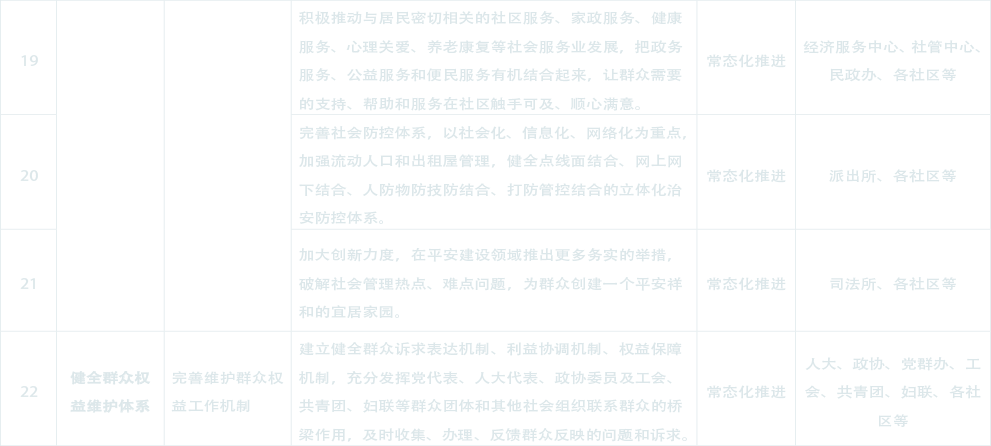 19
积极推动与居民密切相关的社区服务、家政服务、健康
服务、心理关爱、养老康复等社会服务业发展，把政务
服务、公益服务和便民服务有机结合起来，让群众需要
的支持、帮助和服务在社区触手可及、顺心满意。
常态化推进
经济服务中心、社管中心、
民政办、各社区等
20
完善社会防控体系，以社会化、信息化、网络化为重点，
加强流动人口和出租屋管理，健全点线面结合、网上网
下结合、人防物防技防结合、打防管控结合的立体化治
安防控体系。
常态化推进
派出所、各社区等
21
加大创新力度，在平安建设领域推出更多务实的举措，
破解社会管理热点、难点问题，为群众创建一个平安祥
和的宜居家园。
常态化推进
司法所、各社区等
22
健全群众权
益维护体系
完善维护群众权
益工作机制
建立健全群众诉求表达机制、利益协调机制、权益保障
机制，充分发挥党代表、人大代表、政协委员及工会、
共青团、妇联等群众团体和其他社会组织联系群众的桥
梁作用，及时收集、办理、反馈群众反映的问题和诉求。
常态化推进
人大、政协、党群办、工
会、共青团、妇联、各社
区等